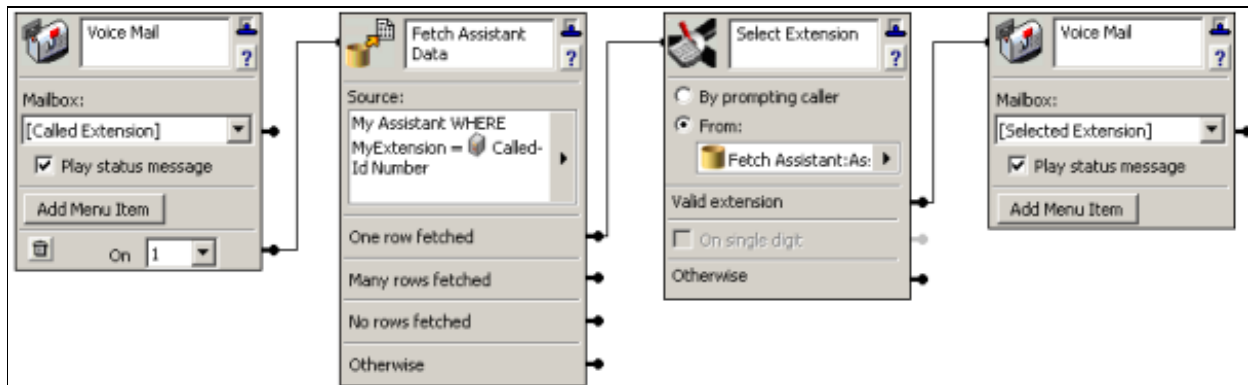 Voice Mail
?
Mailbox:
[Called Extension]
Play status message
Add Menu Item
On 1
Fetch Assistant
Data
?
Source:
My Assistant WHERE
MyExtension = Called-
Id Number
One row fetched
Many rows fetched
No rows fetched
Otherwise
Select Extension
?
By prompting caller
From:
Fetch Assistant:As:
Valid extension
On single digit
Otherwise
Voice Mail
?
Mailbox:
[Selected Extension]
Play status message
Add Menu Item